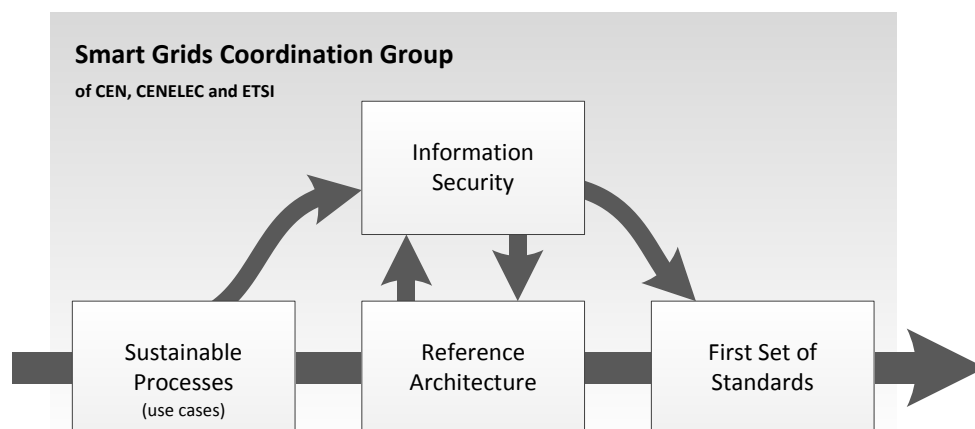 Smart Grids Coordination Group
of CEN, CENELEC and ETSI
Information
Security
Sustainable
Processes
(use cases)
Reference
Architecture
First Set of
Standards